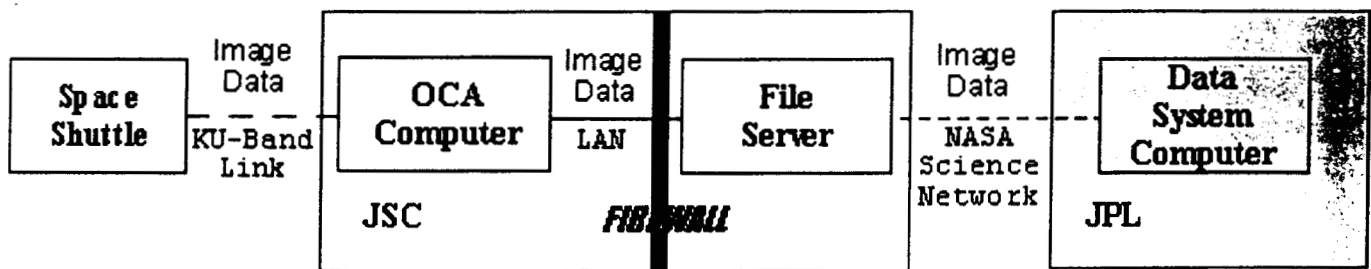 Space
Shuttle
Image
Data
KU-Band
Link
OCA
Computer
JSC
Image
Data
LAN
FIREWALL
File
Server
Image
Data
NASA
Science
Network
Data
System
Computer
JPL